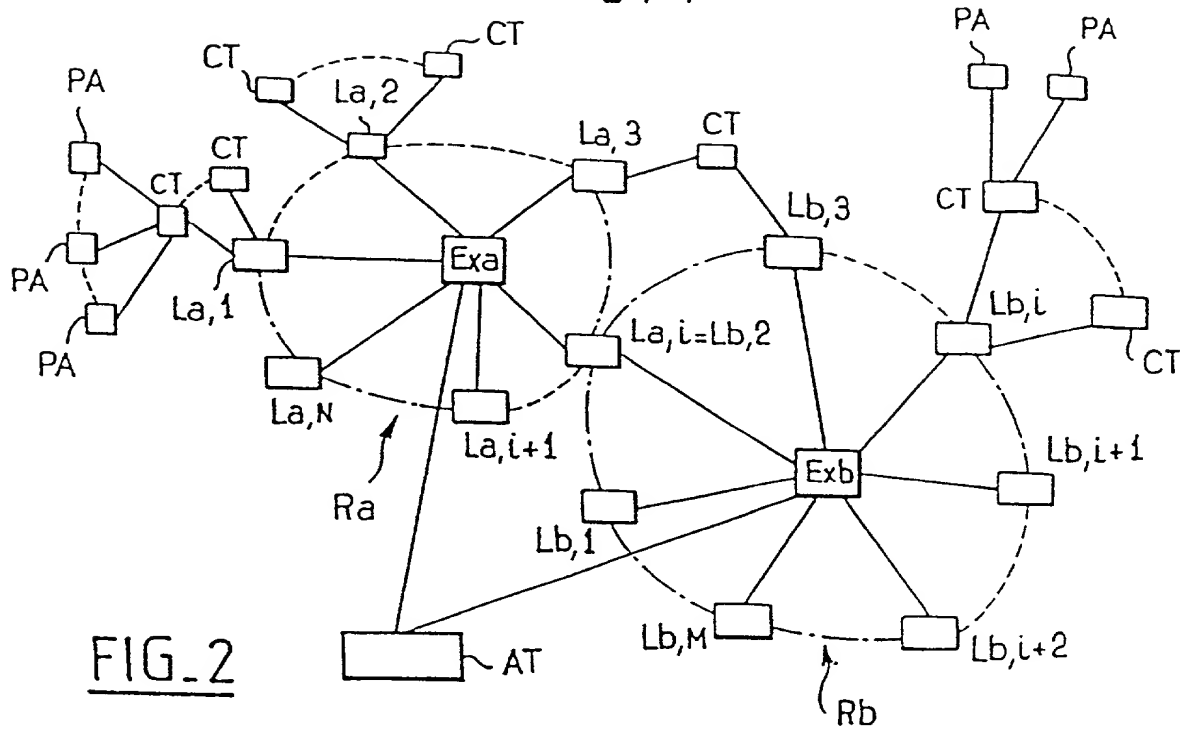 PA
PA
CT
CT
PA
La,2
La,3
CT
CT
CT
Lb,3
CT
PA
Exa
La,1
Lb,i
PA
La,i=Lb,2
CT
La,N
La,i+1
Lb,i+1
Exb
Ra
Lb,1
Lb,M
Lb,i+2
AT
FIG_2
Rb